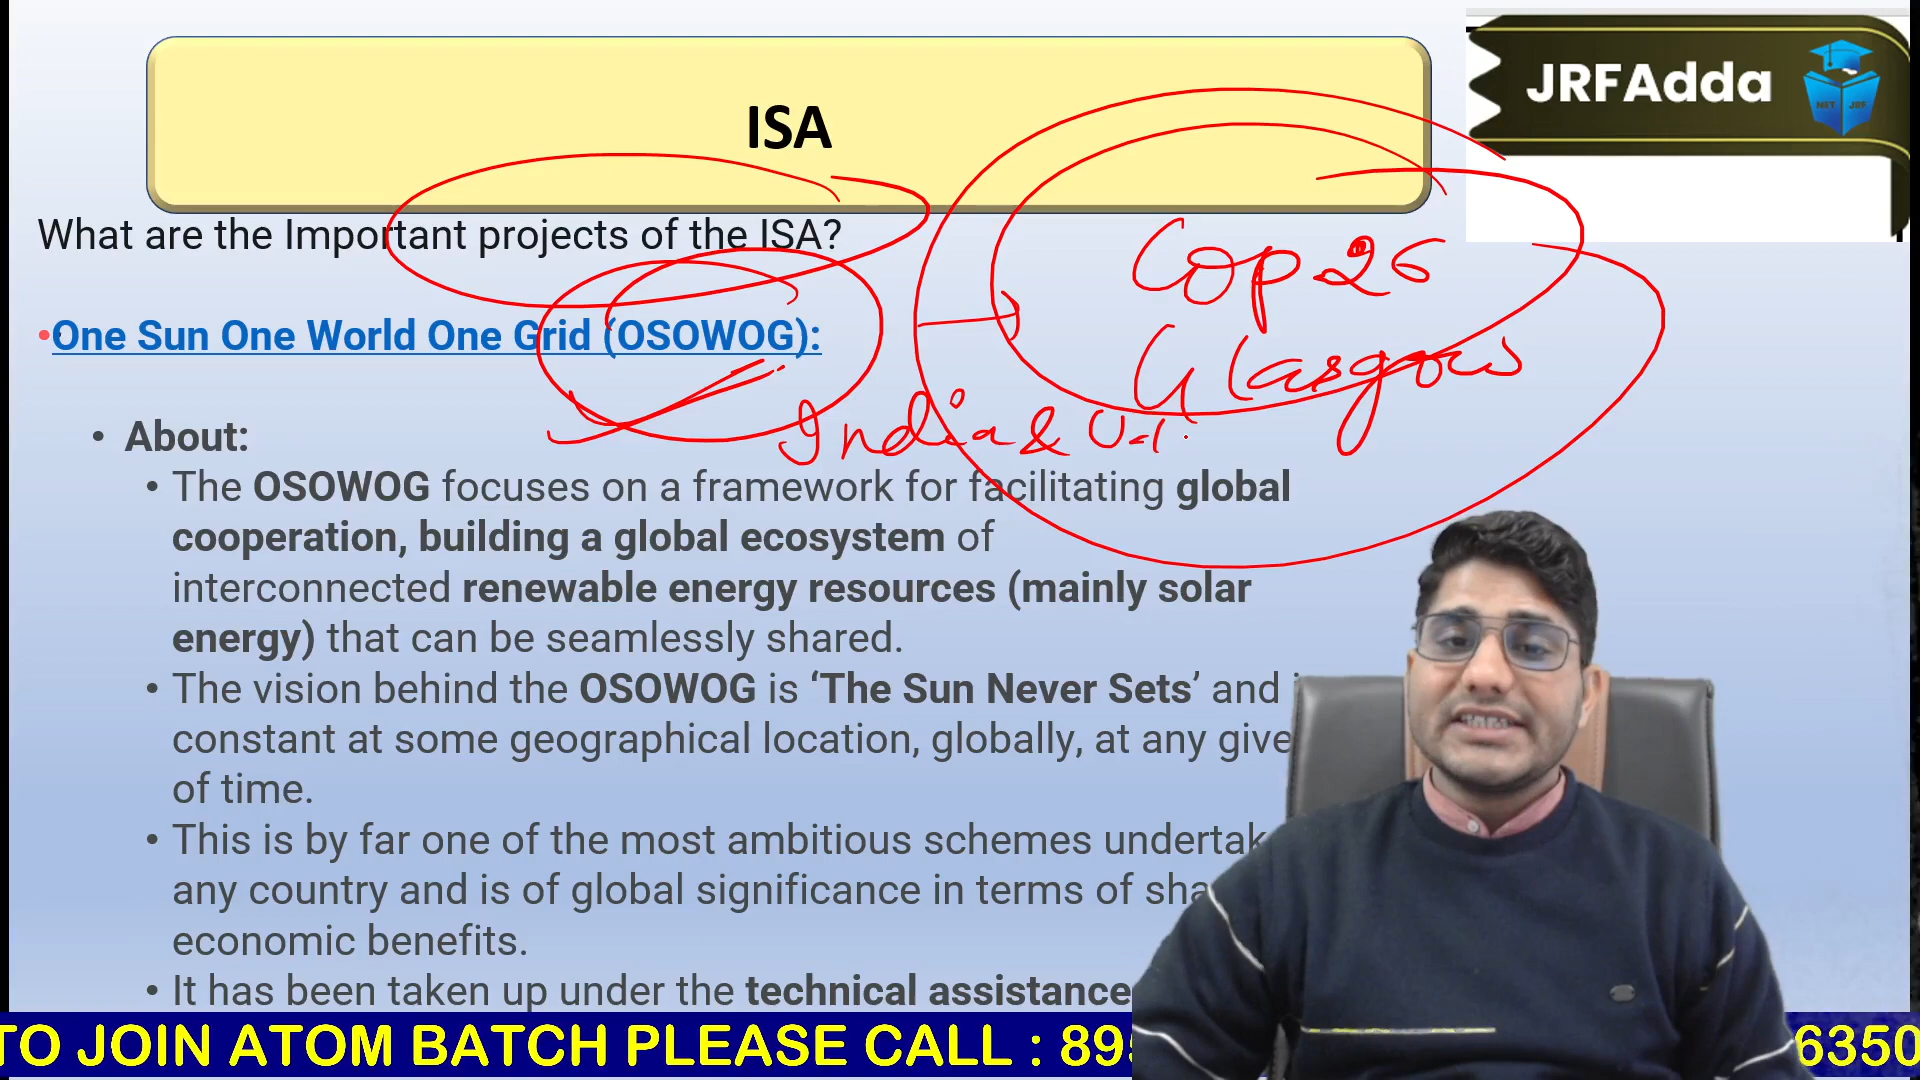 JRFAdda
NET JRF
ISA
What are the Important projects of the ISA?
Cop 26
•One Sun One World One Grid (OSOWOG):
Glasgow
India & U.
• About:
• The OSOWOG focuses on a framework for facilitating global
cooperation, building a global ecosystem of
interconnected renewable energy resources (mainly solar
energy) that can be seamlessly shared.
• The vision behind the OSOWOG is ‘The Sun Never Sets’ and
constant at some geographical location, globally, at any give
of time.
• This is by far one of the most ambitious schemes undertak
any country and is of global significance in terms of sha
economic benefits.
• It has been taken up under the technical assistance
TO JOIN ATOM BATCH PLEASE CALL : 895 6350